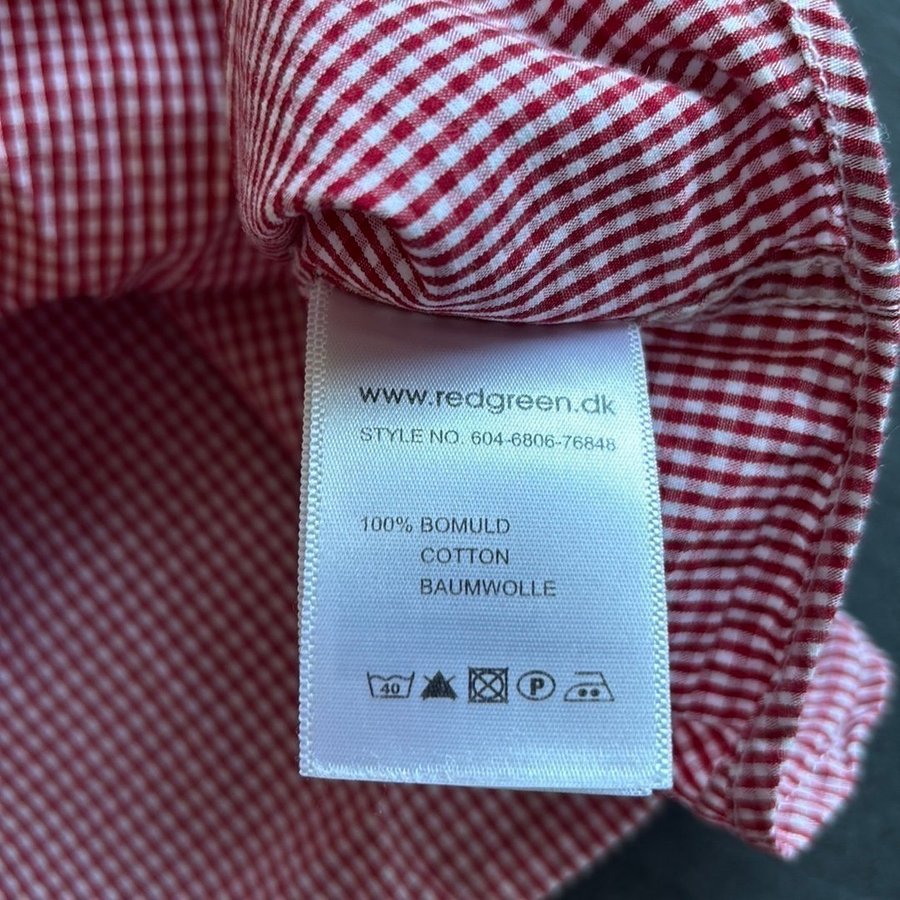 www.redgreen.dk
STYLE NO. 604-6806-76848
100% BOMULD
COTTON
BAUMWOLLE
40 P